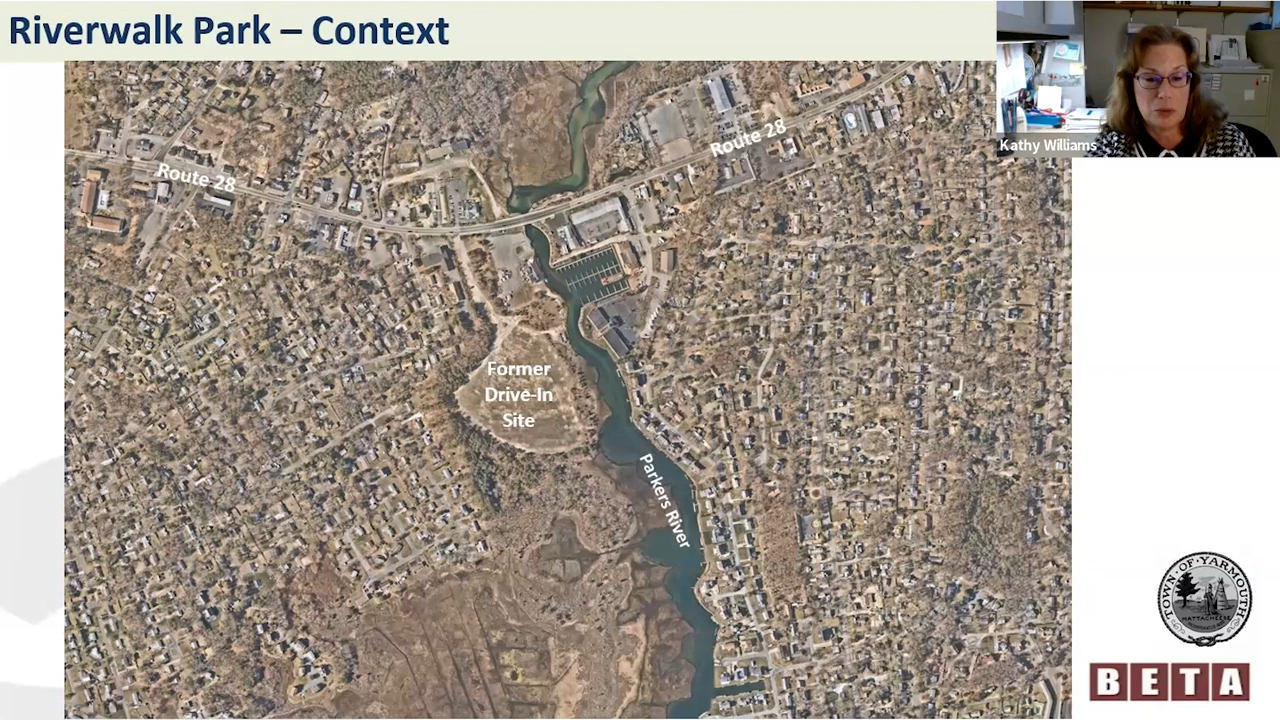 Riverwalk Park – Context
Kathy Williams
Route 28
Route 28
Former
Drive-In
Site
Parkers River
TOWN OF YARMOUTH
MATTACHEESE
BETA